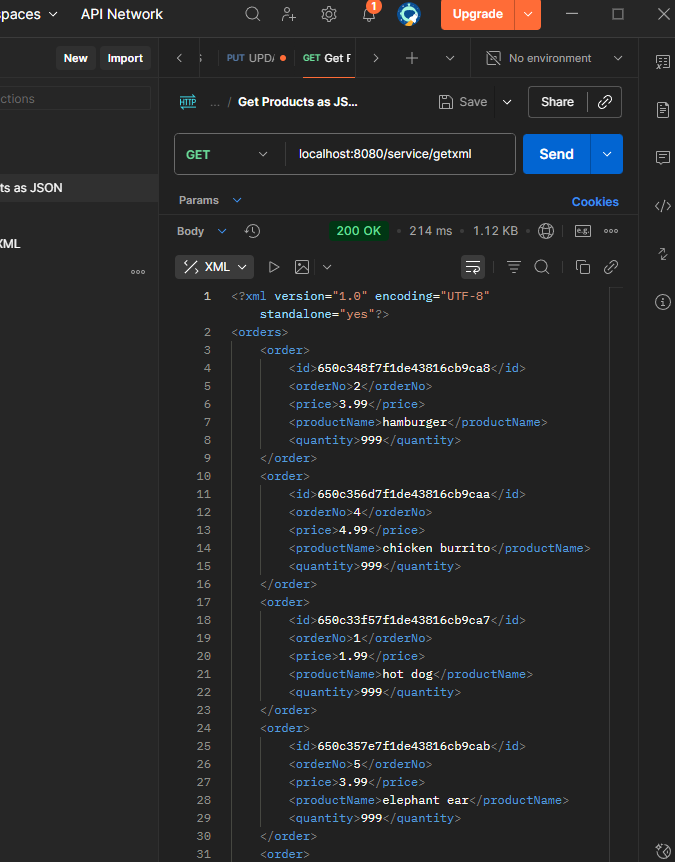 spaces
API Network
1
Upgrade
New
Import
PUT UPDA
GET Get P
No environment
ctions
HTTP
... / Get Products as JS...
Save
Share
ts as JSON
XML
GET
localhost:8080/service/getxml
Send
Params
Cookies
Body
200 OK
214 ms
1.12 KB
e.g.
XML
1 <?xml version="1.0" encoding="UTF-8"
standalone="yes"?>
2 <orders>
3 <order>
4 <id>650c348f7f1de43816cb9ca8</id>
5 <orderNo>2</orderNo>
6 <price>3.99</price>
7 <productName>hamburger</productName>
8 <quantity>999</quantity>
9 </order>
10 <order>
11 <id>650c356d7f1de43816cb9caa</id>
12 <orderNo>4</orderNo>
13 <price>4.99</price>
14 <productName>chicken burrito</productName>
15 <quantity>999</quantity>
16 </order>
17 <order>
18 <id>650c33f57f1de43816cb9ca7</id>
19 <orderNo>1</orderNo>
20 <price>1.99</price>
21 <productName>hot dog</productName>
22 <quantity>999</quantity>
23 </order>
24 <order>
25 <id>650c357e7f1de43816cb9cab</id>
26 <orderNo>5</orderNo>
27 <price>3.99</price>
28 <productName>elephant ear</productName>
29 <quantity>999</quantity>
30 </order>
31 <order>